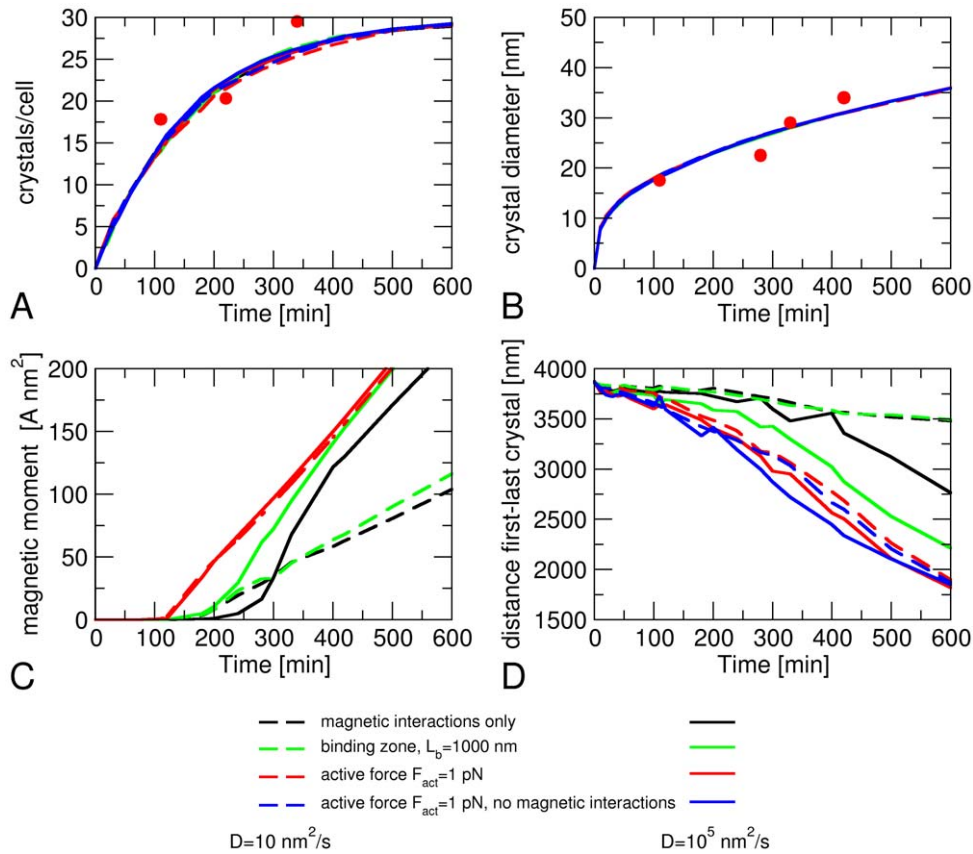 30
25
20
15
10
5
0
crystals/cell
0 100 200 300 400 500 600
Time [min]
A
50
40
30
20
10
0
crystal diameter [nm]
0 100 200 300 400 500 600
Time [min]
B
200
150
100
50
0
magnetic moment [A nm²]
0 100 200 300 400 500 600
Time [min]
C
4000
3500
3000
2500
2000
1500
distance first-last crystal [nm]
0 100 200 300 400 500 600
Time [min]
D
magnetic interactions only
binding zone, L_b=1000 nm
active force F_act=1 pN
active force F_act=1 pN, no magnetic interactions
D=10 nm²/s
D=10⁵ nm²/s